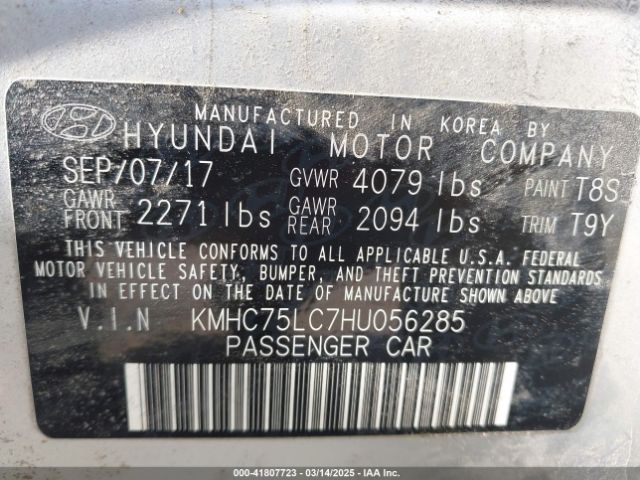 MANUFACTURED IN KOREA BY
HYUNDAI MOTOR COMPANY
SEP/07/17 GVWR 4079 lbs PAINT T8S
GAWR FRONT 2271 lbs GAWR REAR 2094 lbs TRIM T9Y
THIS VEHICLE CONFORMS TO ALL APPLICABLE U.S.A. FEDERAL
MOTOR VEHICLE SAFETY, BUMPER, AND THEFT PREVENTION STANDARDS
IN EFFECT ON THE DATE OF MANUFACTURE SHOWN ABOVE
V.I.N KMHC75LC7HU056285
PASSENGER CAR
000-41807723 - 03/14/2025 - IAA Inc.